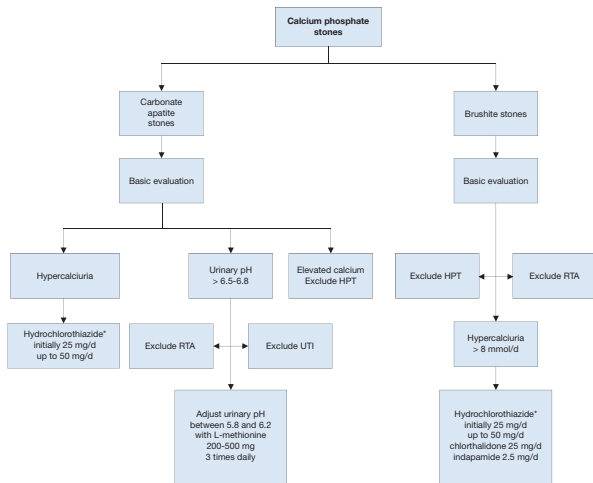 Calcium phosphate
stones
Carbonate
apatite
stones
Brushite stones
Basic evaluation
Basic evaluation
Hypercalciuria
Urinary pH
> 6.5-6.8
Elevated calcium
Exclude HPT
Exclude HPT
Exclude RTA
Hydrochlorothiazide*
initially 25 mg/d
up to 50 mg/d
Exclude RTA
Exclude UTI
Hypercalciuria
> 8 mmol/d
Adjust urinary pH
between 5.8 and 6.2
with L-methionine
200-500 mg
3 times daily
Hydrochlorothiazide*
initially 25 mg/d
up to 50 mg/d
chlorthalidone 25 mg/d
indapamide 2.5 mg/d